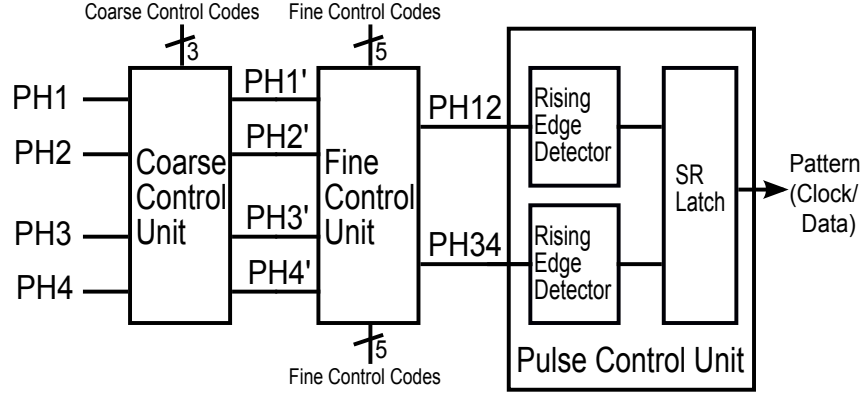 Coarse Control Codes
Fine Control Codes
3
5
PH1
PH2
PH3
PH4
Coarse
Control
Unit
PH1'
PH2'
PH3'
PH4'
Fine
Control
Unit
5
Fine Control Codes
PH12
PH34
Rising
Edge
Detector
Rising
Edge
Detector
SR
Latch
Pulse Control Unit
Pattern
(Clock/
Data)